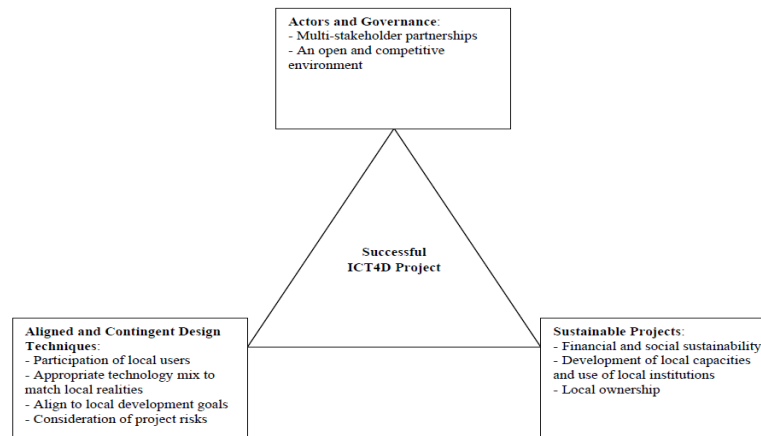 Actors and Governance:
- Multi-stakeholder partnerships
- An open and competitive
environment
Successful
ICT4D Project
Aligned and Contingent Design
Techniques:
- Participation of local users
- Appropriate technology mix to
match local realities
- Align to local development goals
- Consideration of project risks
Sustainable Projects:
- Financial and social sustainability
- Development of local capacities
and use of local institutions
- Local ownership